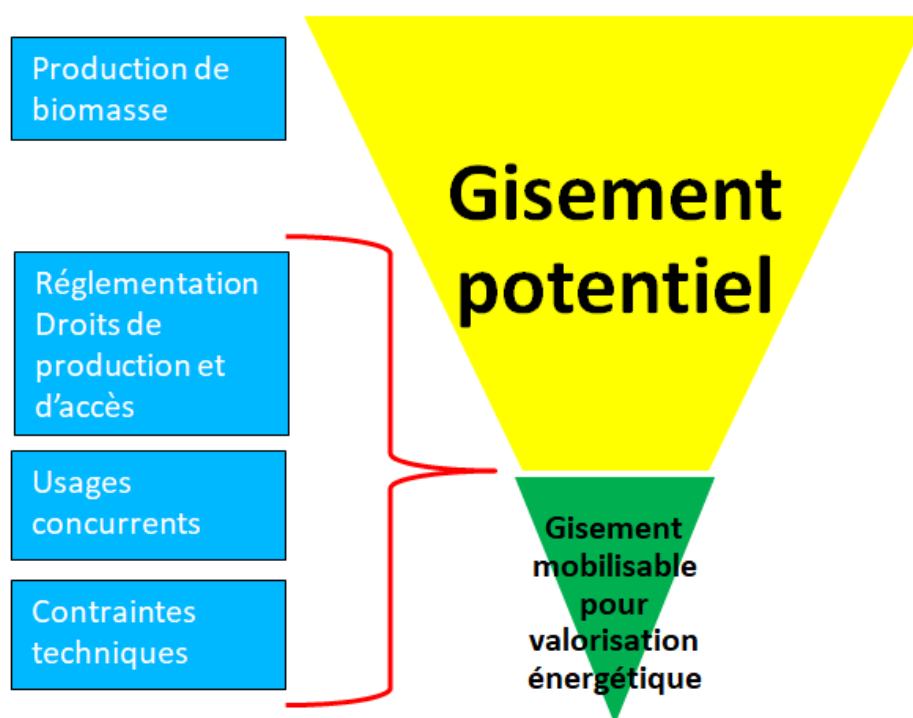 Production de
biomasse
Gisement
potentiel
Réglementation
Droits de
production et
d’accès
Usages
concurrents
Contraintes
techniques
Gisement
mobilisable
pour
valorisation
énergétique